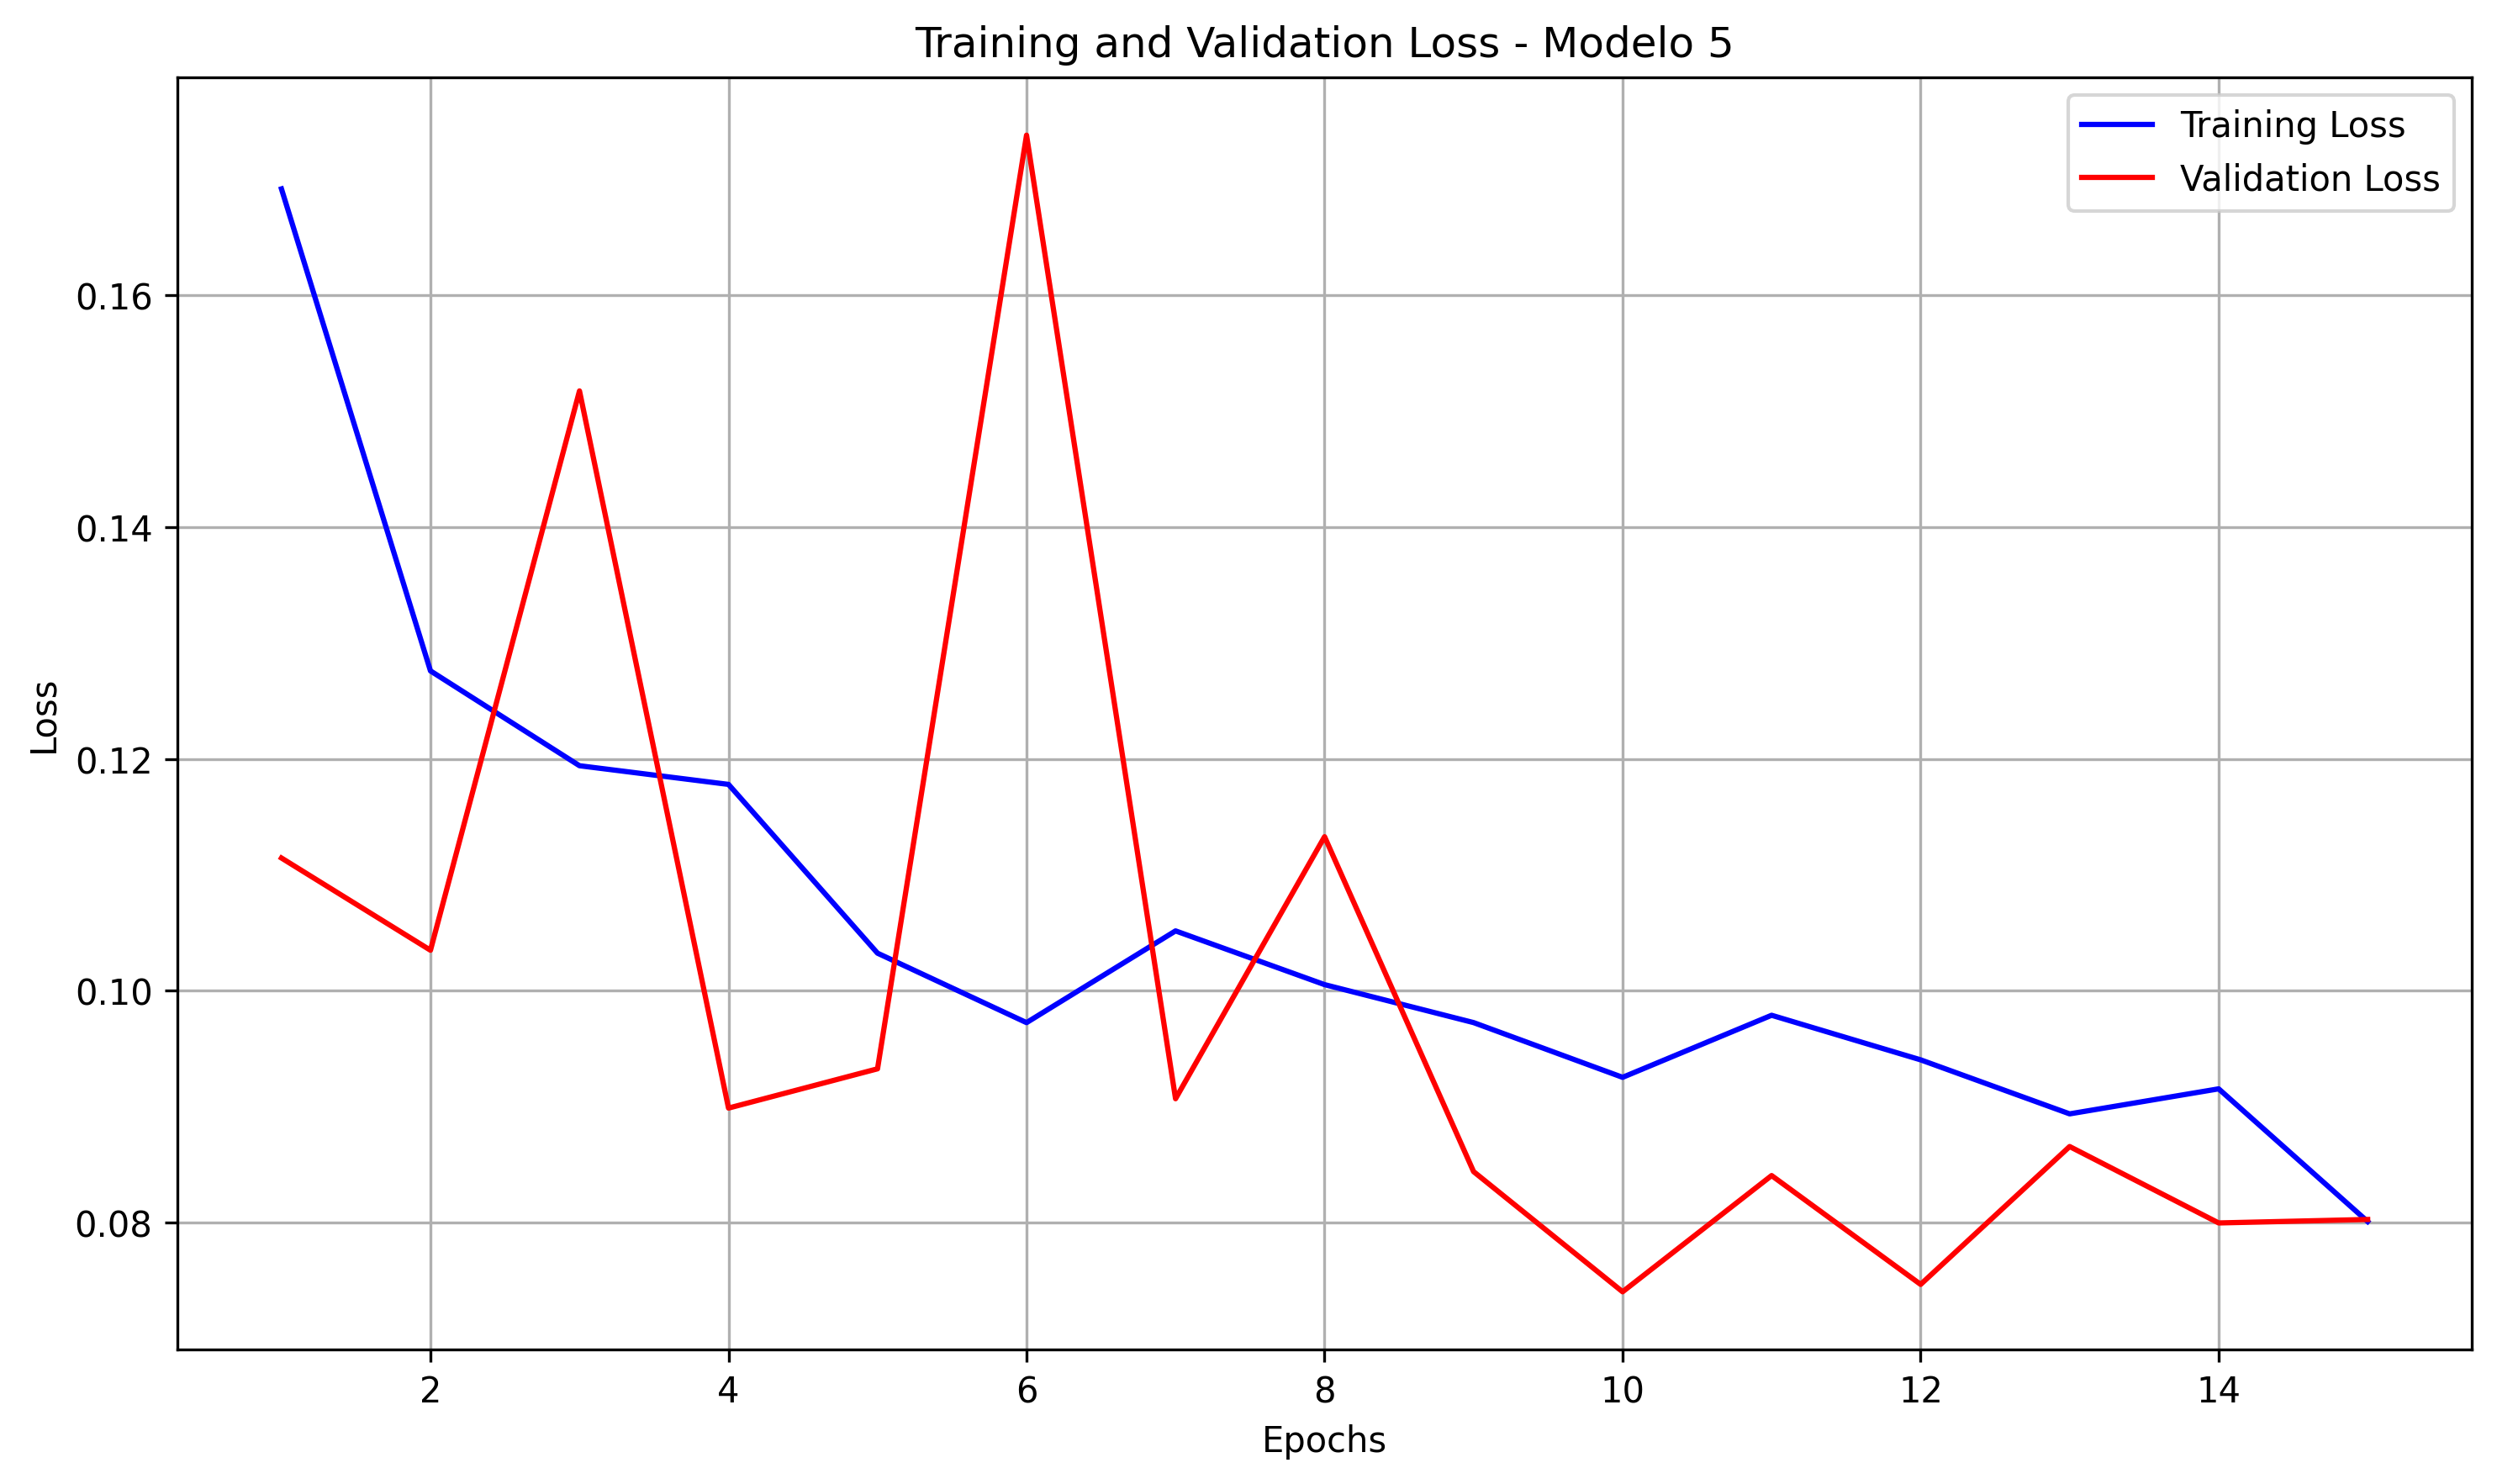 Training and Validation Loss - Modelo 5
Training Loss
Validation Loss
0.16
0.14
0.12
0.10
0.08
Loss
2 4 6 8 10 12 14
Epochs